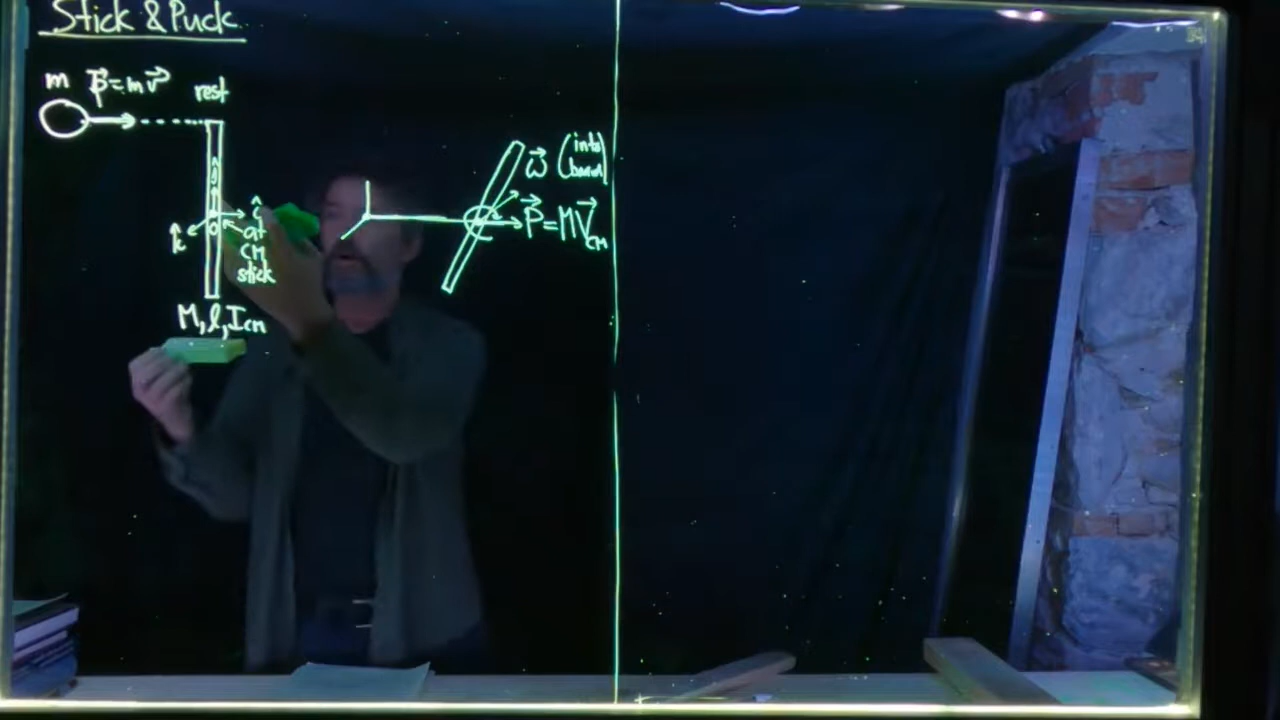 Stick & Puck
m p⃗=mv⃗ rest
ĵ
î
k̂ O at
CM
stick
M, l, Icm
ω⃗ (into
board)
P⃗=MV⃗cm